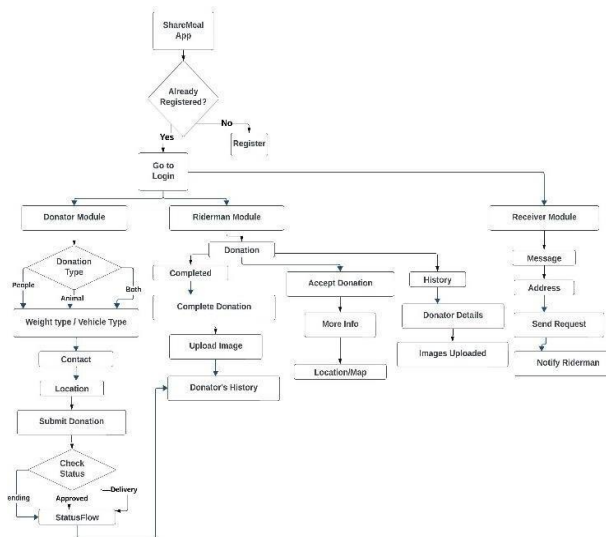 ShareMeal
App
Already
Registered?
No
Yes
Register
Go to
Login
Donator Module
Riderman Module
Receiver Module
Donation
Type
People
Animal
Both
Donation
Completed
Accept Donation
History
Message
Address
Complete Donation
Weight type / Vehicle Type
More Info
Donator Details
Send Request
Upload Image
Images Uploaded
Notify Riderman
Contact
Location/Map
Location
Donator's History
Submit Donation
Check
Status
ending
Approved
Delivery
StatusFlow